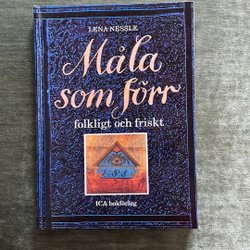 LENA NESSLE
Måla
som förr
folkligt och friskt
ICA bokförlag